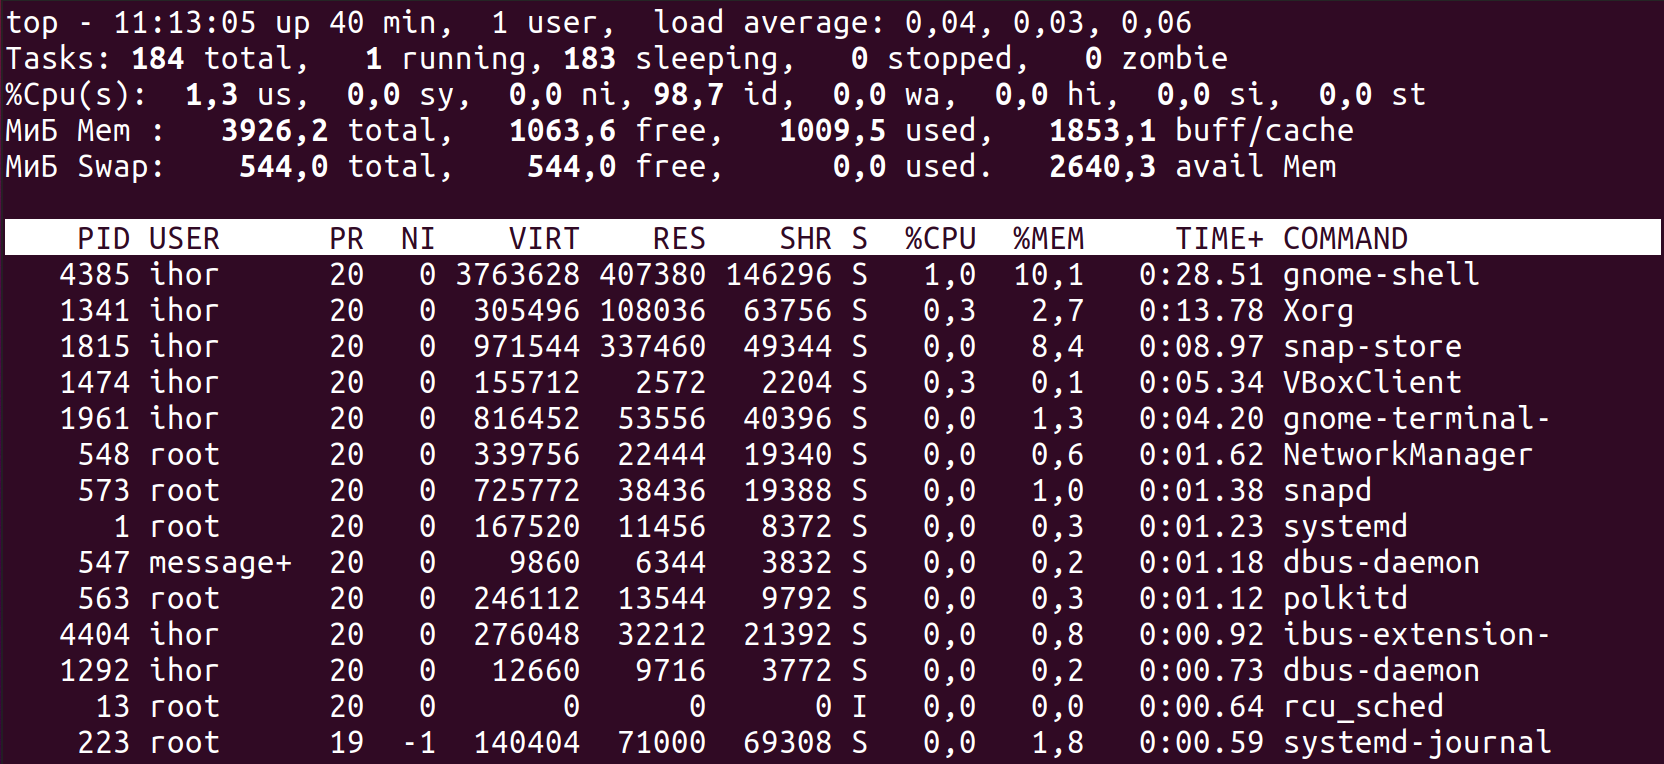 top - 11:13:05 up 40 min,  1 user,  load average: 0,04, 0,03, 0,06
Tasks: 184 total,   1 running, 183 sleeping,   0 stopped,   0 zombie
%Cpu(s):  1,3 us,  0,0 sy,  0,0 ni, 98,7 id,  0,0 wa,  0,0 hi,  0,0 si,  0,0 st
МиБ Mem :   3926,2 total,   1063,6 free,   1009,5 used,   1853,1 buff/cache
МиБ Swap:    544,0 total,    544,0 free,      0,0 used.   2640,3 avail Mem
    PID USER      PR  NI    VIRT    RES    SHR S  %CPU  %MEM     TIME+ COMMAND
   4385 ihor      20   0 3763628 407380 146296 S   1,0  10,1   0:28.51 gnome-shell
   1341 ihor      20   0  305496 108036  63756 S   0,3   2,7   0:13.78 Xorg
   1815 ihor      20   0  971544 337460  49344 S   0,0   8,4   0:08.97 snap-store
   1474 ihor      20   0  155712   2572   2204 S   0,3   0,1   0:05.34 VBoxClient
   1961 ihor      20   0  816452  53556  40396 S   0,0   1,3   0:04.20 gnome-terminal-
    548 root      20   0  339756  22444  19340 S   0,0   0,6   0:01.62 NetworkManager
    573 root      20   0  725772  38436  19388 S   0,0   1,0   0:01.38 snapd
      1 root      20   0  167520  11456   8372 S   0,0   0,3   0:01.23 systemd
    547 message+  20   0    9860   6344   3832 S   0,0   0,2   0:01.18 dbus-daemon
    563 root      20   0  246112  13544   9792 S   0,0   0,3   0:01.12 polkitd
   4404 ihor      20   0  276048  32212  21392 S   0,0   0,8   0:00.92 ibus-extension-
   1292 ihor      20   0   12660   9716   3772 S   0,0   0,2   0:00.73 dbus-daemon
     13 root      20   0       0      0      0 I   0,0   0,0   0:00.64 rcu_sched
    223 root      19  -1  140404  71000  69308 S   0,0   1,8   0:00.59 systemd-journal